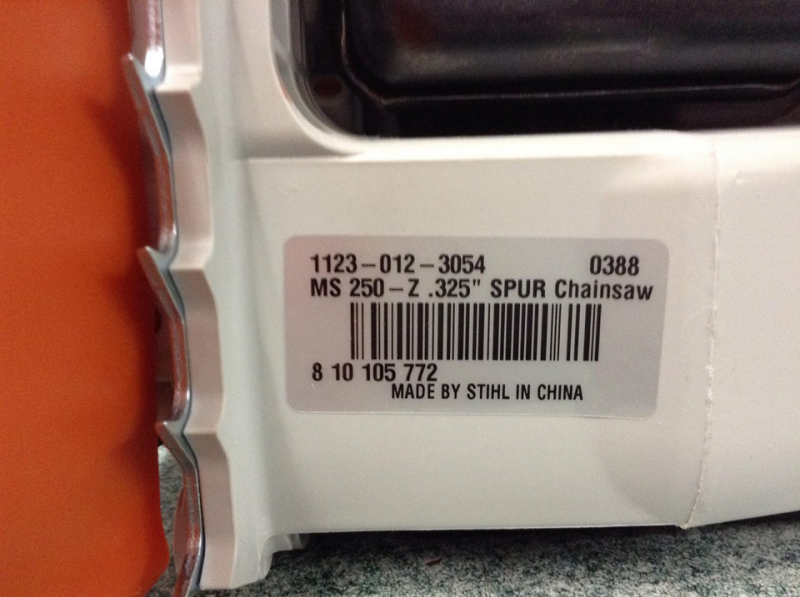 1123-012-3054 0388
MS 250-Z .325" SPUR Chainsaw
8 10 105 772
MADE BY STIHL IN CHINA